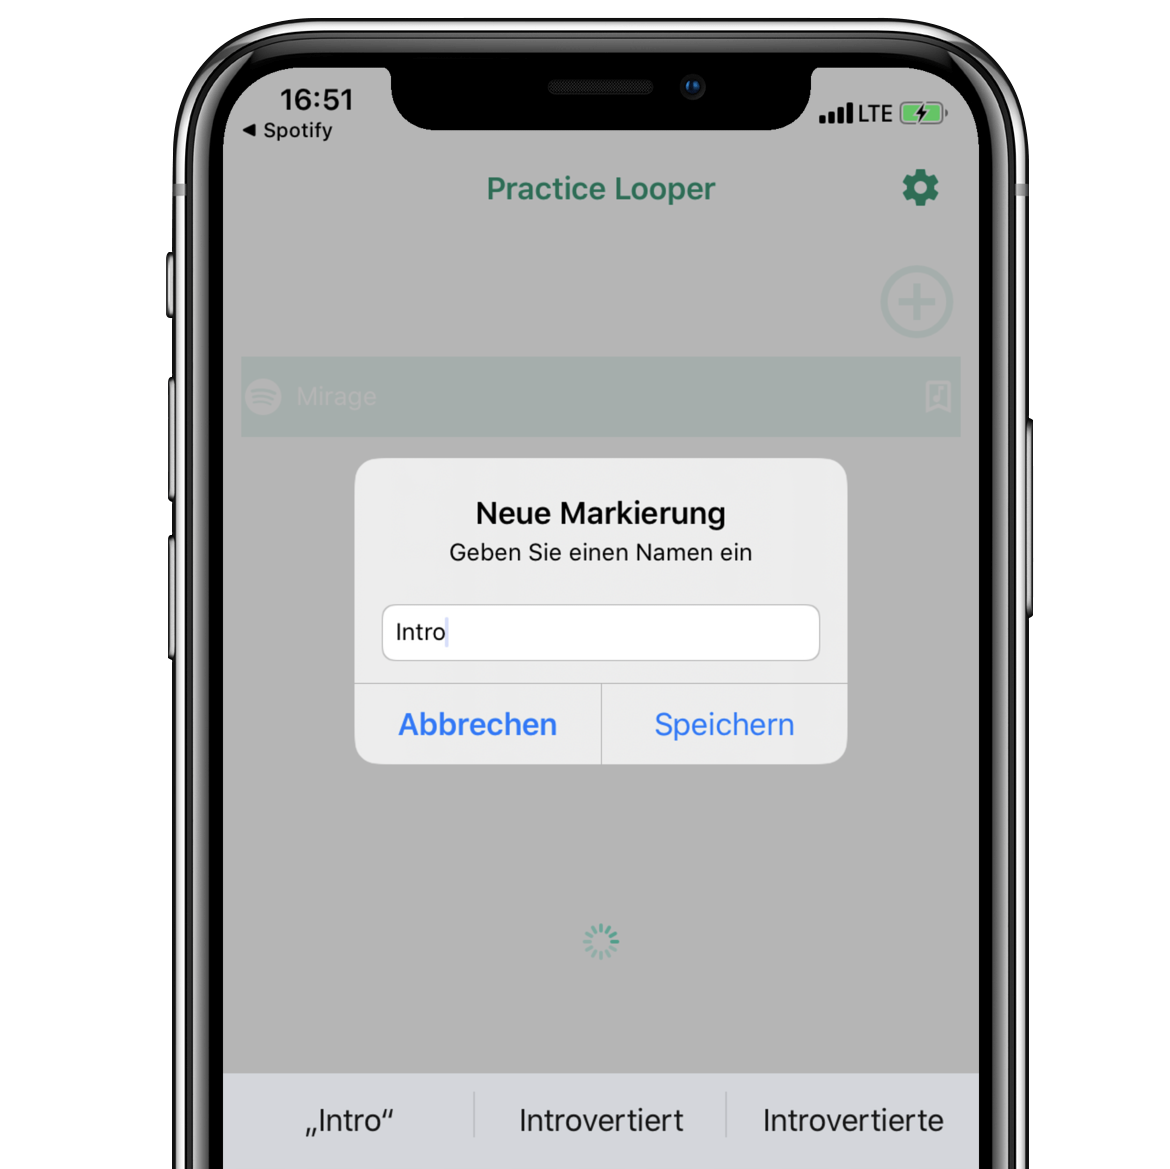 16:51
LTE
◀ Spotify
Practice Looper
Mirage
Neue Markierung
Geben Sie einen Namen ein
Intro
Abbrechen
Speichern
„Intro“
Introvertiert
Introvertierte